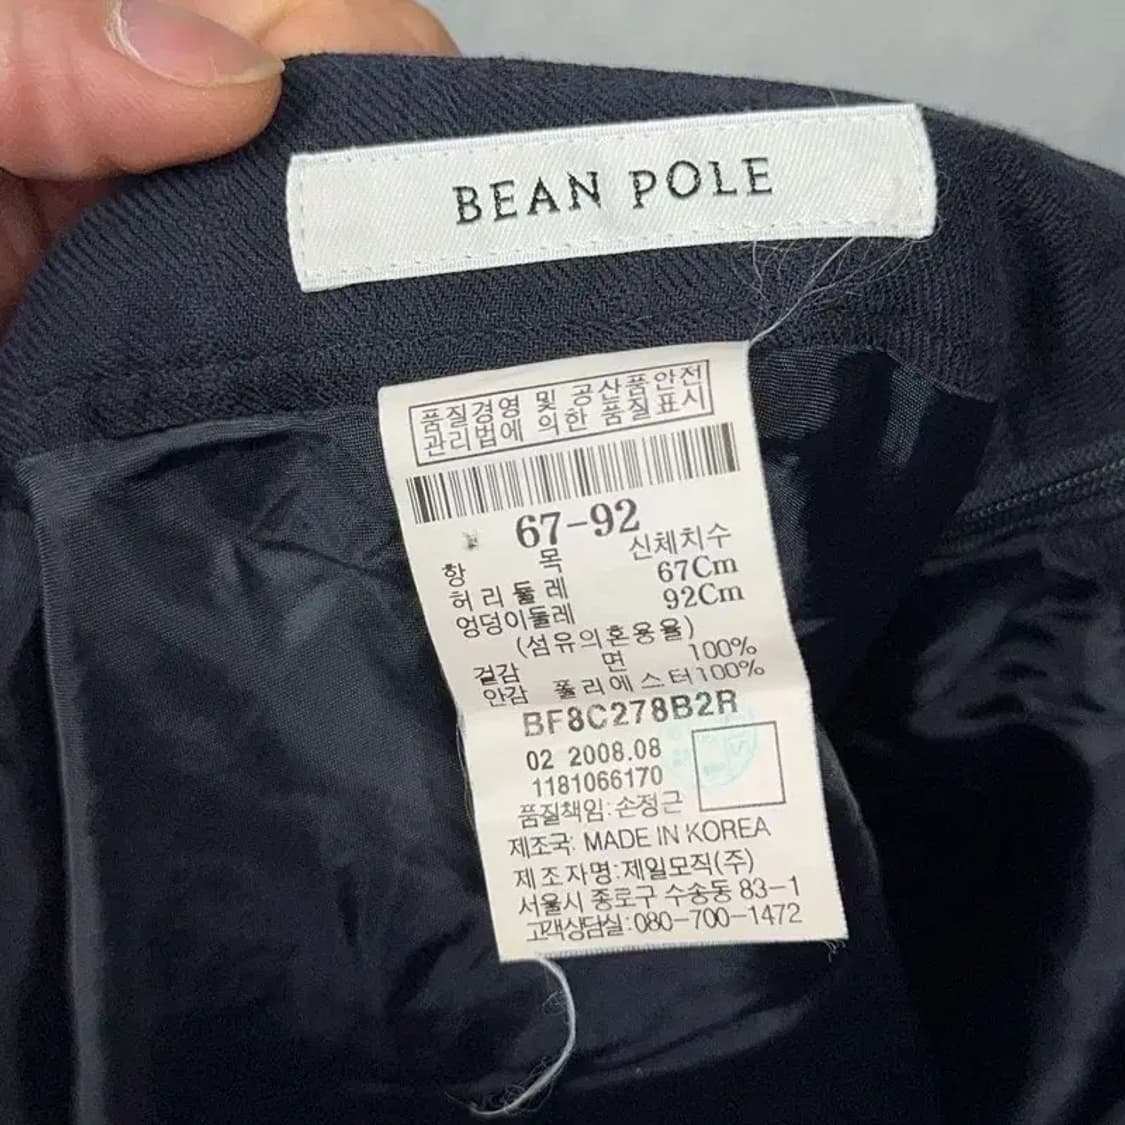 BEAN POLE
품질경영 및 공산품안전
관리법에 의한 품질표시
67-92
항 목 신체치수
허리둘레 67Cm
엉덩이둘레 92Cm
(섬유의혼용율)
겉감 면 100%
안감 폴리에스터100%
BF8C278B2R
02 2008.08
1181066170
품질책임:손정근
제조국: MADE IN KOREA
제조자명:제일모직(주)
서울시 종로구 수송동 83-1
고객상담실:080-700-1472